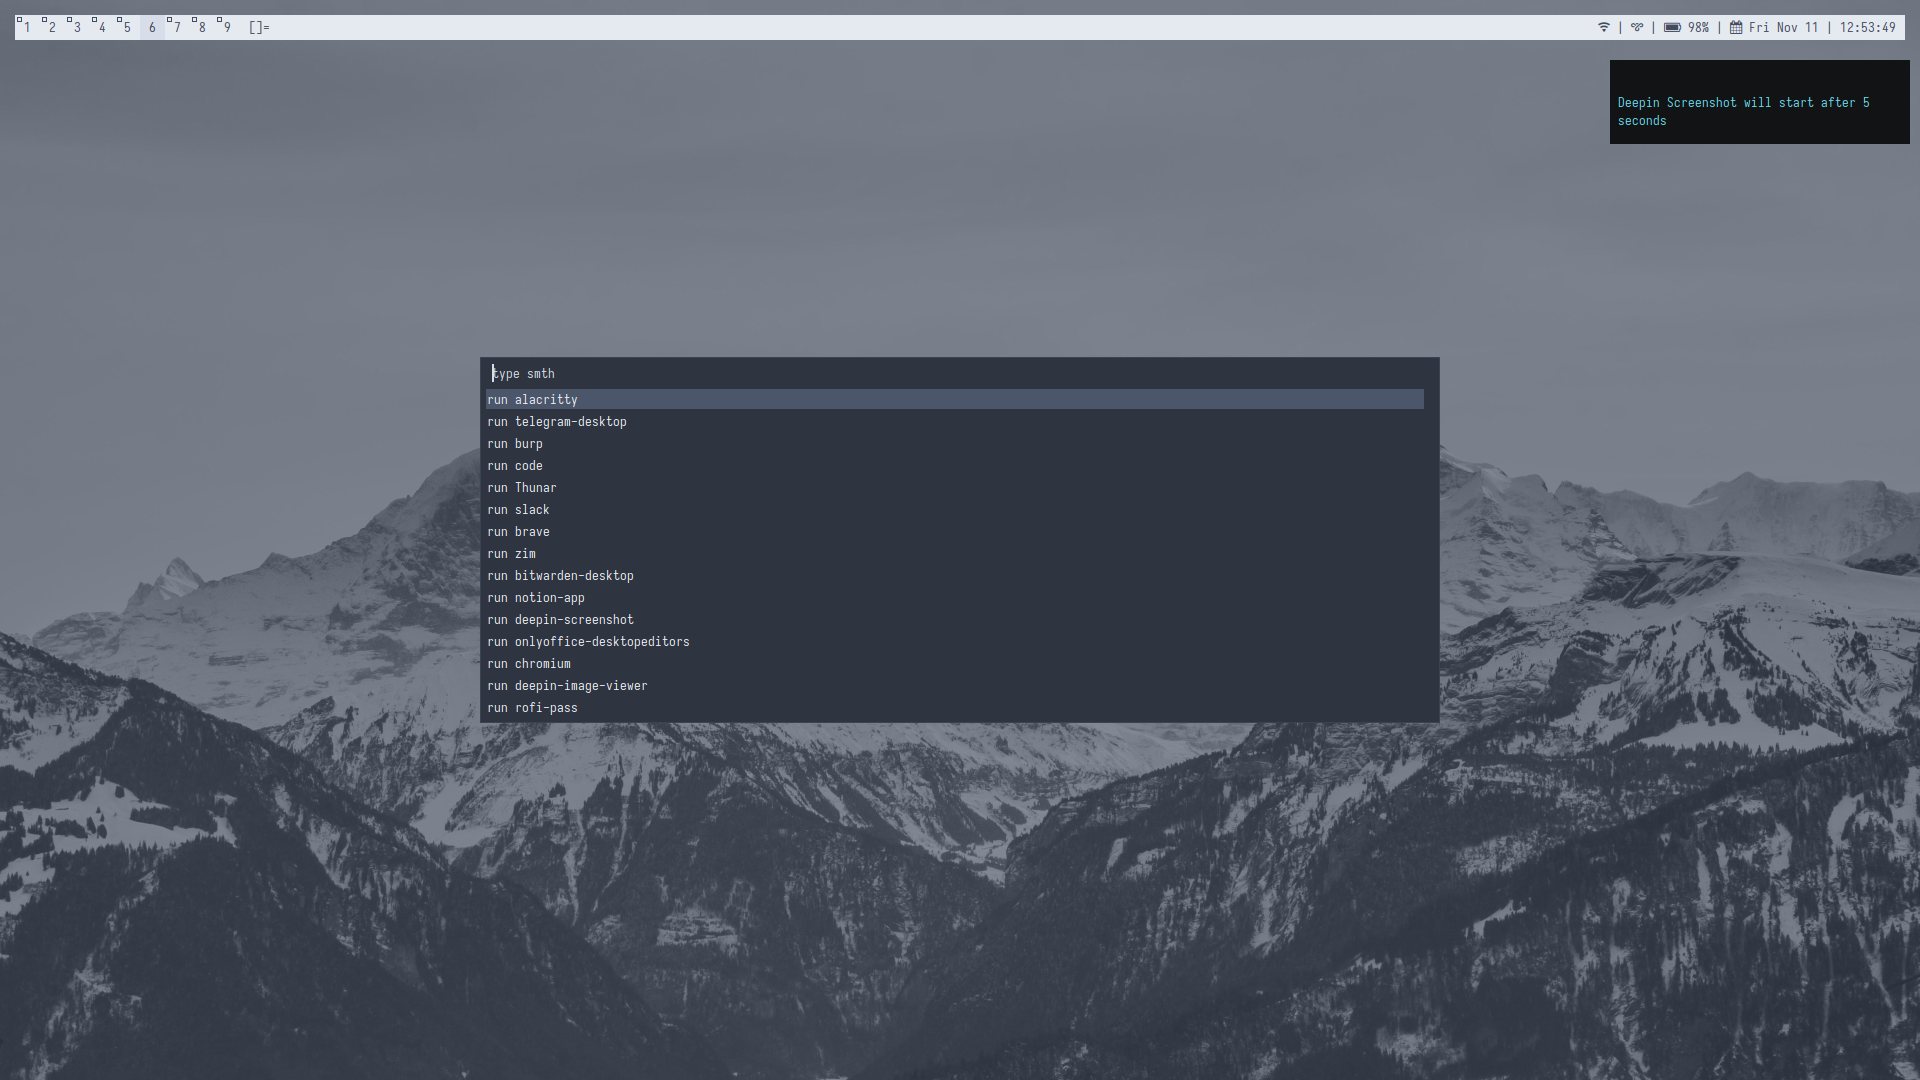 1 2 3 4 5 6 7 8 9 []= | | 98% | Fri Nov 11 | 12:53:49
Deepin Screenshot will start after 5
seconds
type smth
run alacritty
run telegram-desktop
run burp
run code
run Thunar
run slack
run brave
run zim
run bitwarden-desktop
run notion-app
run deepin-screenshot
run onlyoffice-desktopeditors
run chromium
run deepin-image-viewer
run rofi-pass